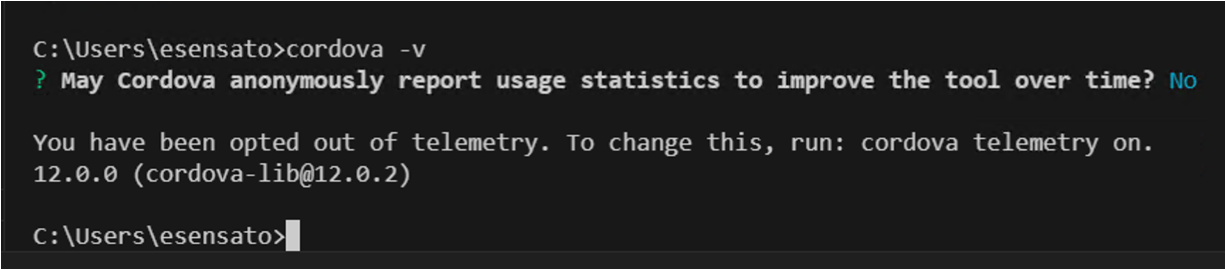 C:\Users\esensato>cordova -v
? May Cordova anonymously report usage statistics to improve the tool over time? No
You have been opted out of telemetry. To change this, run: cordova telemetry on.
12.0.0 (cordova-lib@12.0.2)
C:\Users\esensato>